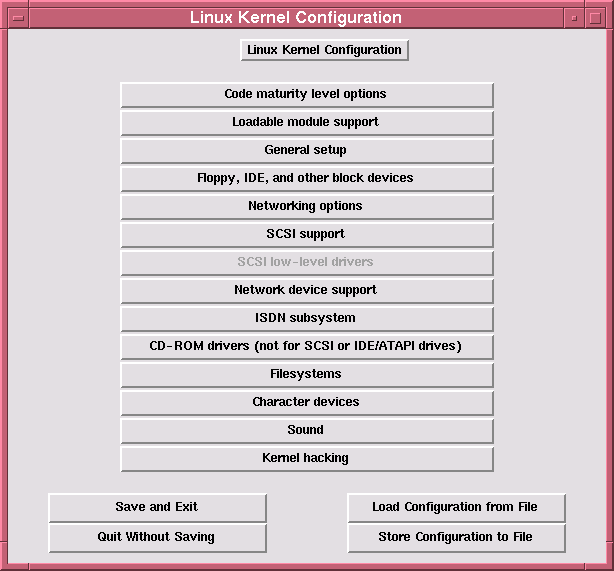 Linux Kernel Configuration
Linux Kernel Configuration
Code maturity level options
Loadable module support
General setup
Floppy, IDE, and other block devices
Networking options
SCSI support
SCSI low-level drivers
Network device support
ISDN subsystem
CD-ROM drivers (not for SCSI or IDE/ATAPI drives)
Filesystems
Character devices
Sound
Kernel hacking
Save and Exit
Load Configuration from File
Quit Without Saving
Store Configuration to File